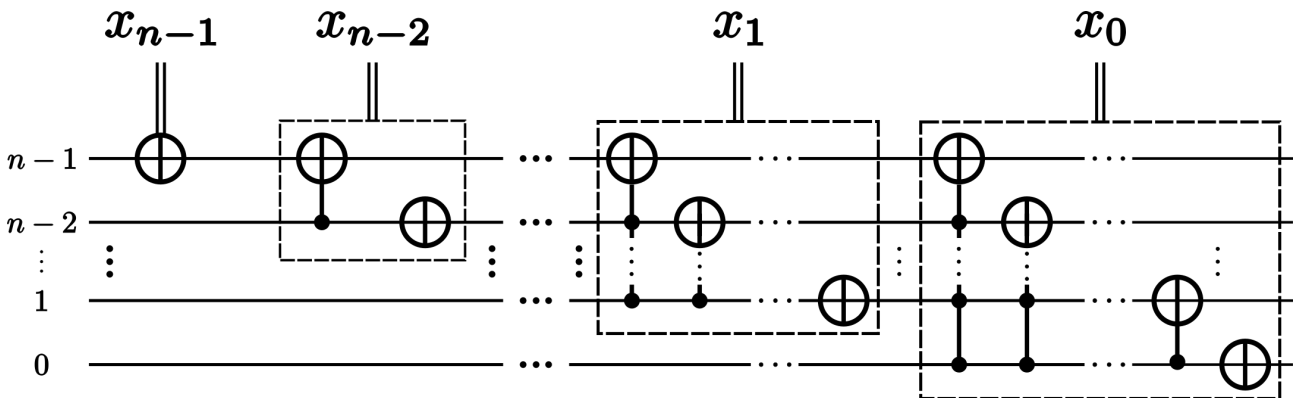 x_{n-1} x_{n-2} x_1 x_0
n − 1
n − 2
⋮
1
0